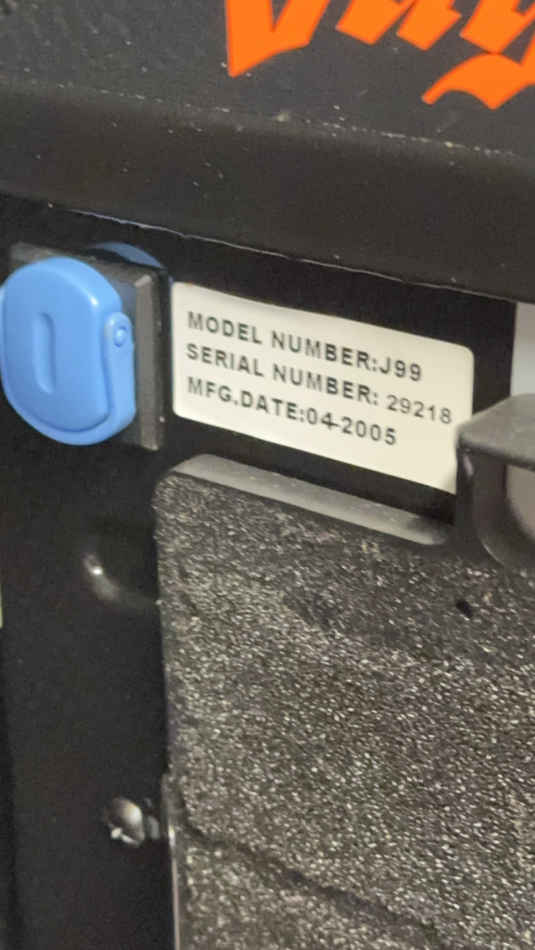 MODEL NUMBER:J99
SERIAL NUMBER: 29218
MFG.DATE:04-2005